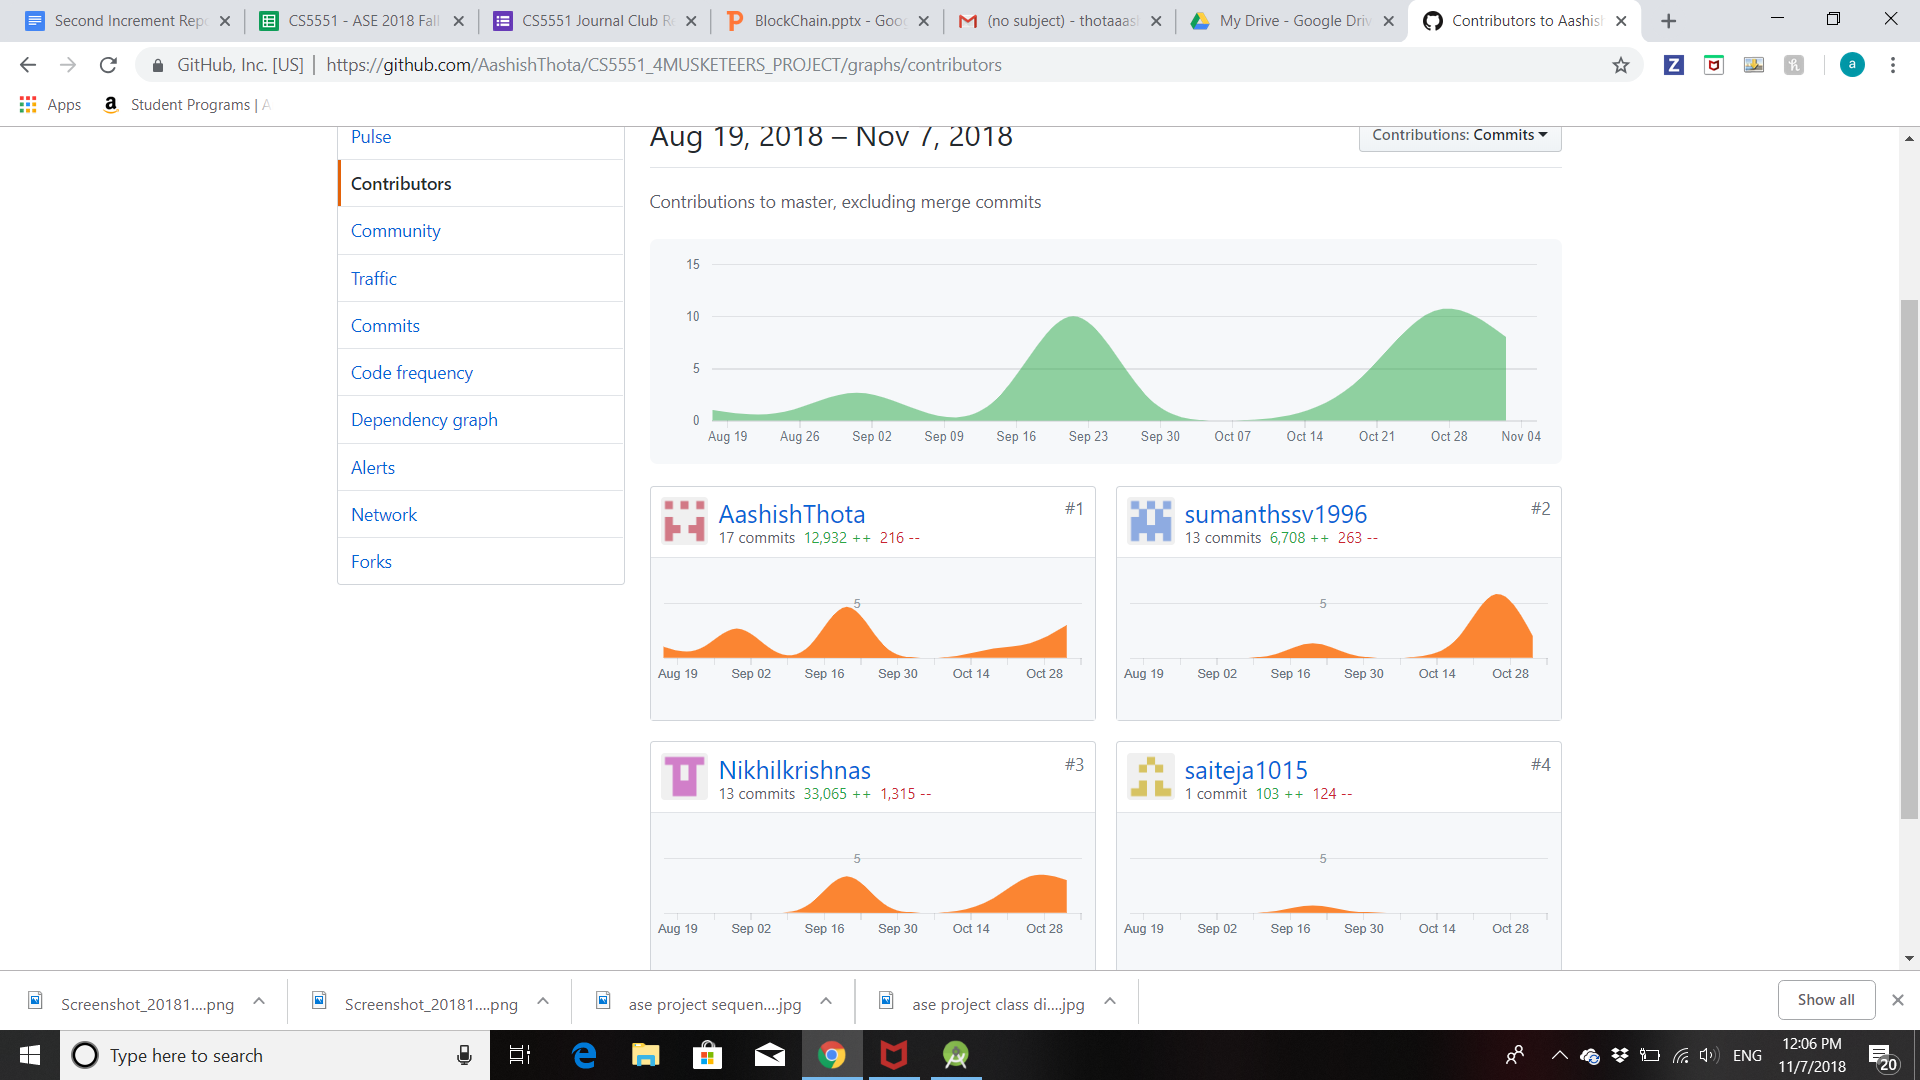 Second Increment Rep
CS5551 - ASE 2018 Fall
CS5551 Journal Club R
BlockChain.pptx - Goo
(no subject) - thotaaas
My Drive - Google Driv
Contributors to Aashis
GitHub, Inc. [US] | https://github.com/AashishThota/CS5551_4MUSKETEERS_PROJECT/graphs/contributors
a
Apps
Student Programs | A
Pulse
Contributors
Community
Traffic
Commits
Code frequency
Dependency graph
Alerts
Network
Forks
Aug 19, 2018 – Nov 7, 2018
Contributions: Commits
Contributions to master, excluding merge commits
15
10
5
0
Aug 19 Aug 26 Sep 02 Sep 09 Sep 16 Sep 23 Sep 30 Oct 07 Oct 14 Oct 21 Oct 28 Nov 04
AashishThota
#1
17 commits 12,932 ++ 216 --
5
Aug 19 Sep 02 Sep 16 Sep 30 Oct 14 Oct 28
sumanthssv1996
#2
13 commits 6,708 ++ 263 --
5
Aug 19 Sep 02 Sep 16 Sep 30 Oct 14 Oct 28
Nikhilkrishnas
#3
13 commits 33,065 ++ 1,315 --
5
Aug 19 Sep 02 Sep 16 Sep 30 Oct 14 Oct 28
saiteja1015
#4
1 commit 103 ++ 124 --
5
Aug 19 Sep 02 Sep 16 Sep 30 Oct 14 Oct 28
Screenshot_20181....png
Screenshot_20181....png
ase project sequen....jpg
ase project class di....jpg
Show all
Type here to search
ENG
12:06 PM
11/7/2018
20